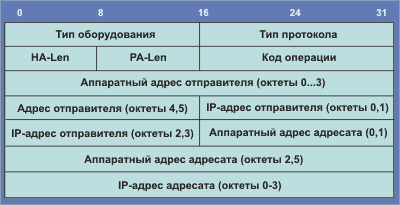 0 8 16 24 31
Тип оборудования Тип протокола
HA-Len PA-Len Код операции
Аппаратный адрес отправителя (октеты 0...3)
Адрес отправителя (октеты 4,5) IP-адрес отправителя (октеты 0,1)
IP-адрес отправителя (октеты 2,3) Аппаратный адрес адресата (0,1)
Аппаратный адрес адресата (октеты 2,5)
IP-адрес адресата (октеты 0-3)